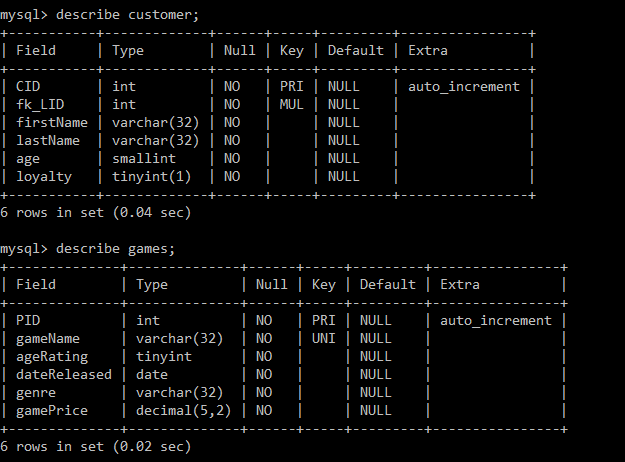 mysql> describe customer;
+-----------+-------------+------+-----+---------+----------------+
| Field     | Type        | Null | Key | Default | Extra          |
+-----------+-------------+------+-----+---------+----------------+
| CID       | int         | NO   | PRI | NULL    | auto_increment |
| fk_LID    | int         | NO   | MUL | NULL    |                |
| firstName | varchar(32) | NO   |     | NULL    |                |
| lastName  | varchar(32) | NO   |     | NULL    |                |
| age       | smallint    | NO   |     | NULL    |                |
| loyalty   | tinyint(1)  | NO   |     | NULL    |                |
+-----------+-------------+------+-----+---------+----------------+
6 rows in set (0.04 sec)

mysql> describe games;
+--------------+--------------+------+-----+---------+----------------+
| Field        | Type         | Null | Key | Default | Extra          |
+--------------+--------------+------+-----+---------+----------------+
| PID          | int          | NO   | PRI | NULL    | auto_increment |
| gameName     | varchar(32)  | NO   | UNI | NULL    |                |
| ageRating    | tinyint      | NO   |     | NULL    |                |
| dateReleased | date         | NO   |     | NULL    |                |
| genre        | varchar(32)  | NO   |     | NULL    |                |
| gamePrice    | decimal(5,2) | NO   |     | NULL    |                |
+--------------+--------------+------+-----+---------+----------------+
6 rows in set (0.02 sec)